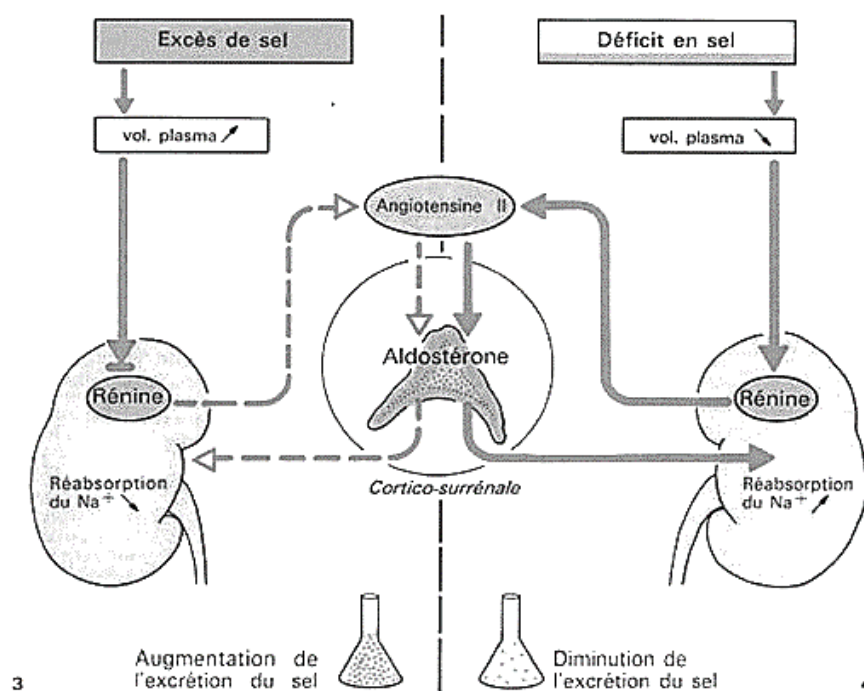 Excès de sel
Déficit en sel
vol. plasma
vol. plasma
Angiotensine II
Aldostérone
Rénine
Rénine
Réabsorption
du Na+
Réabsorption
du Na+
Cortico-surrénale
Augmentation de
l'excrétion du sel
Diminution de
l'excrétion du sel
3